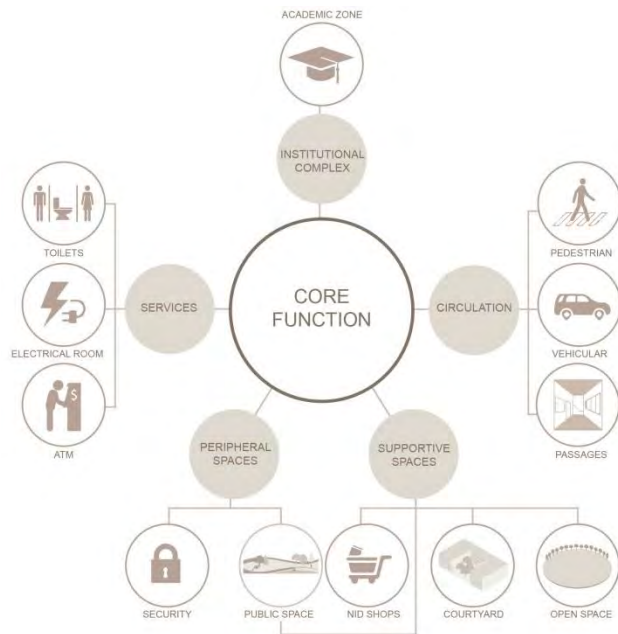 ACADEMIC ZONE
INSTITUTIONAL
COMPLEX
TOILETS
PEDESTRIAN
SERVICES
CORE
FUNCTION
CIRCULATION
ELECTRICAL ROOM
VEHICULAR
$
ATM
PERIPHERAL
SPACES
SUPPORTIVE
SPACES
PASSAGES
SECURITY
PUBLIC SPACE
NID SHOPS
COURTYARD
OPEN SPACE